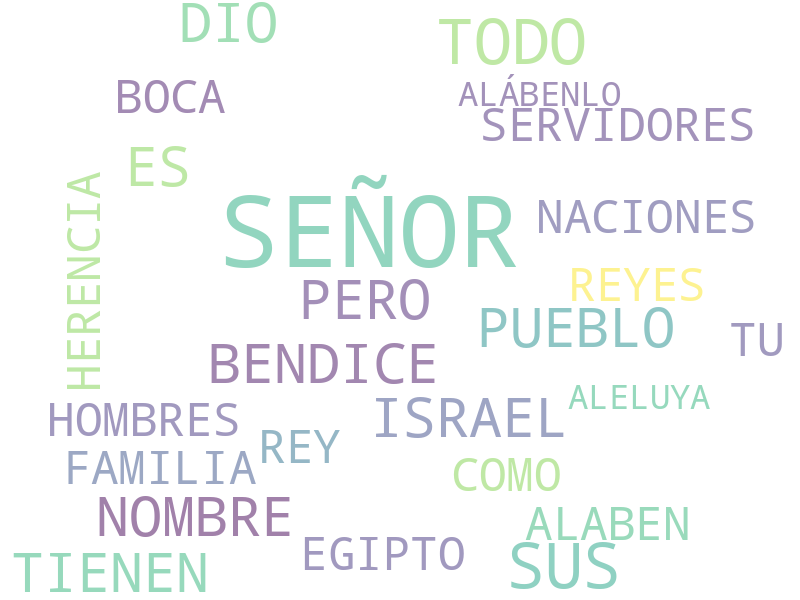 DIO
TODO
BOCA
ALÁBENLO
SERVIDORES
ES
HERENCIA
SEÑOR
NACIONES
PERO
REYES
PUEBLO
TU
BENDICE
HOMBRES
ISRAEL
ALELUYA
REY
FAMILIA
COMO
NOMBRE
ALABEN
EGIPTO
SUS
TIENEN